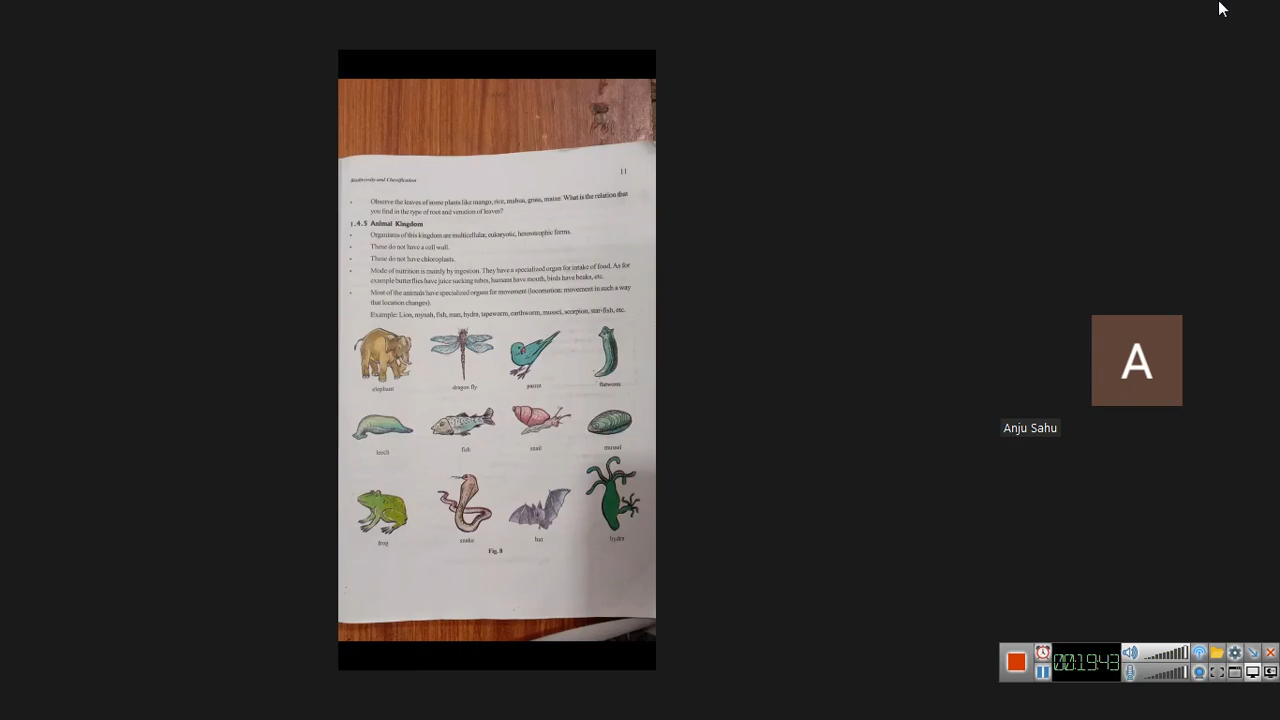 11
Biodiversity and Classification
• Observe the leaves of some plants like mango, rice, mahua, grass, maize. What is the relation that
you find in the type of root and venation of leaves?
1.4.5 Animal Kingdom
• Organisms of this kingdom are multicellular, eukaryotic, heterotrophic forms.
• These do not have a cell wall.
• These do not have chloroplasts.
• Mode of nutrition is mainly by ingestion. They have a specialized organ for intake of food. As for
example butterflies have juice sucking tubes, humans have mouth, birds have beaks, etc.
• Most of the animals have specialized organs for movement (locomotion: movement in such a way
that location changes).
Example: Lion, mynah, fish, man, hydra, tapeworm, earthworm, mussel, scorpion, star-fish, etc.
elephant dragon fly parrot flatworm
leech fish snail mussel
frog snake bat hydra
Fig. 8
A
Anju Sahu
00:19:43